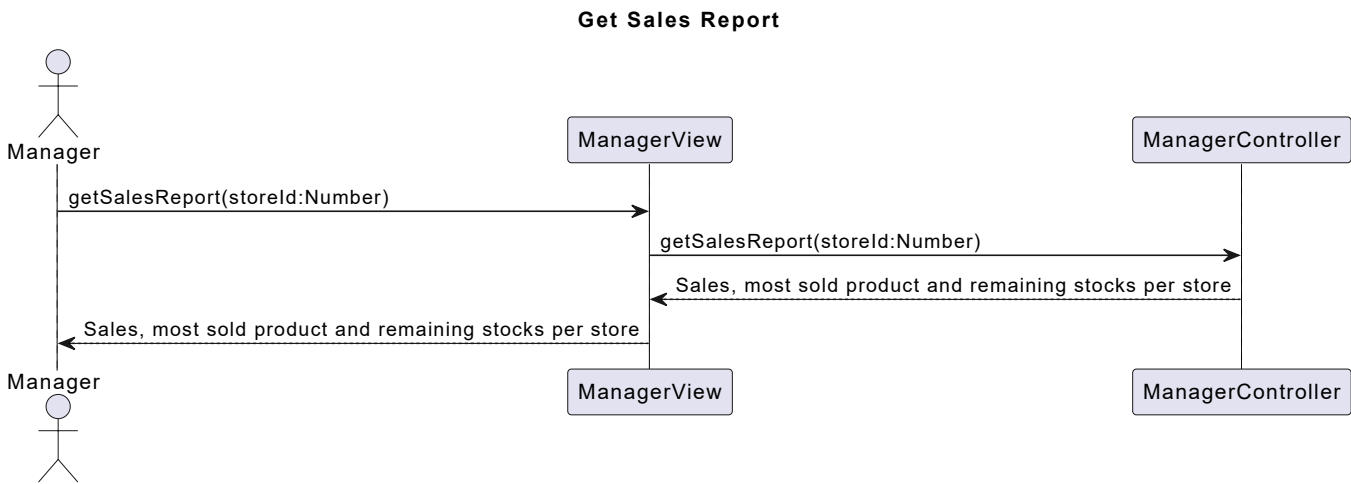 Get Sales Report
Manager
ManagerView
ManagerController
getSalesReport(storeId:Number)
getSalesReport(storeId:Number)
Sales, most sold product and remaining stocks per store
Sales, most sold product and remaining stocks per store
Manager
ManagerView
ManagerController